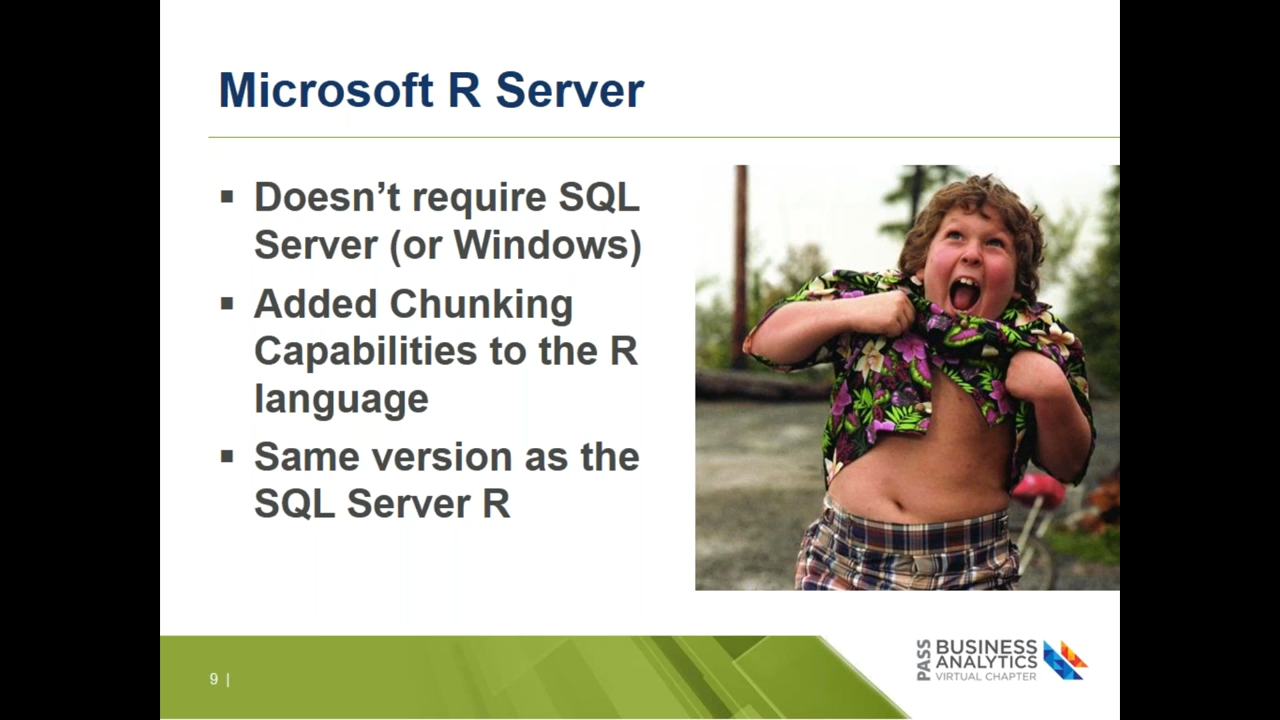 Microsoft R Server
▪ Doesn’t require SQL
Server (or Windows)
▪ Added Chunking
Capabilities to the R
language
▪ Same version as the
SQL Server R
9 |
PASS
BUSINESS
ANALYTICS
VIRTUAL CHAPTER